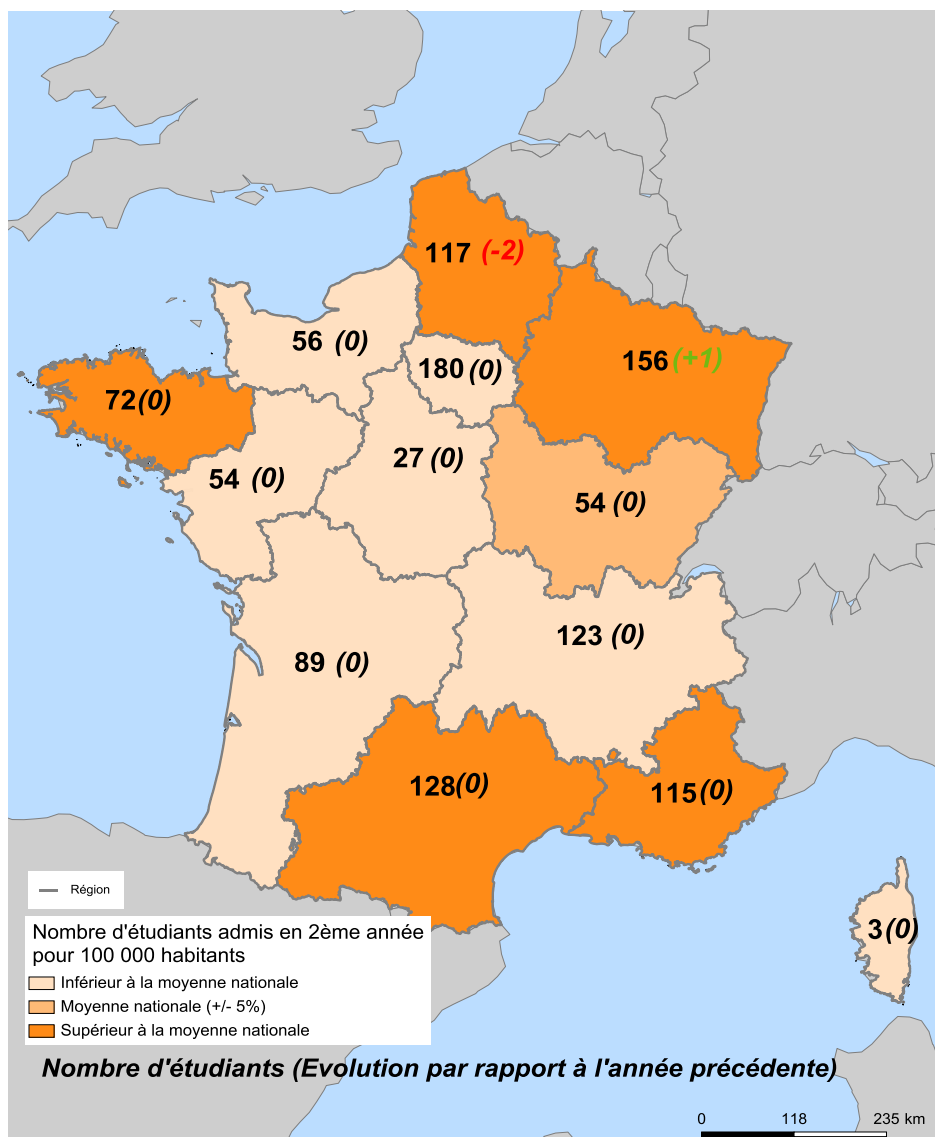 117 (-2)
56 (0)
180 (0)
156 (+1)
72 (0)
54 (0)
27 (0)
54 (0)
123 (0)
89 (0)
128 (0)
115 (0)
3 (0)
Région
Nombre d'étudiants admis en 2ème année
pour 100 000 habitants
Inférieur à la moyenne nationale
Moyenne nationale (+/- 5%)
Supérieur à la moyenne nationale
Nombre d'étudiants (Evolution par rapport à l'année précédente)
0 118 235 km